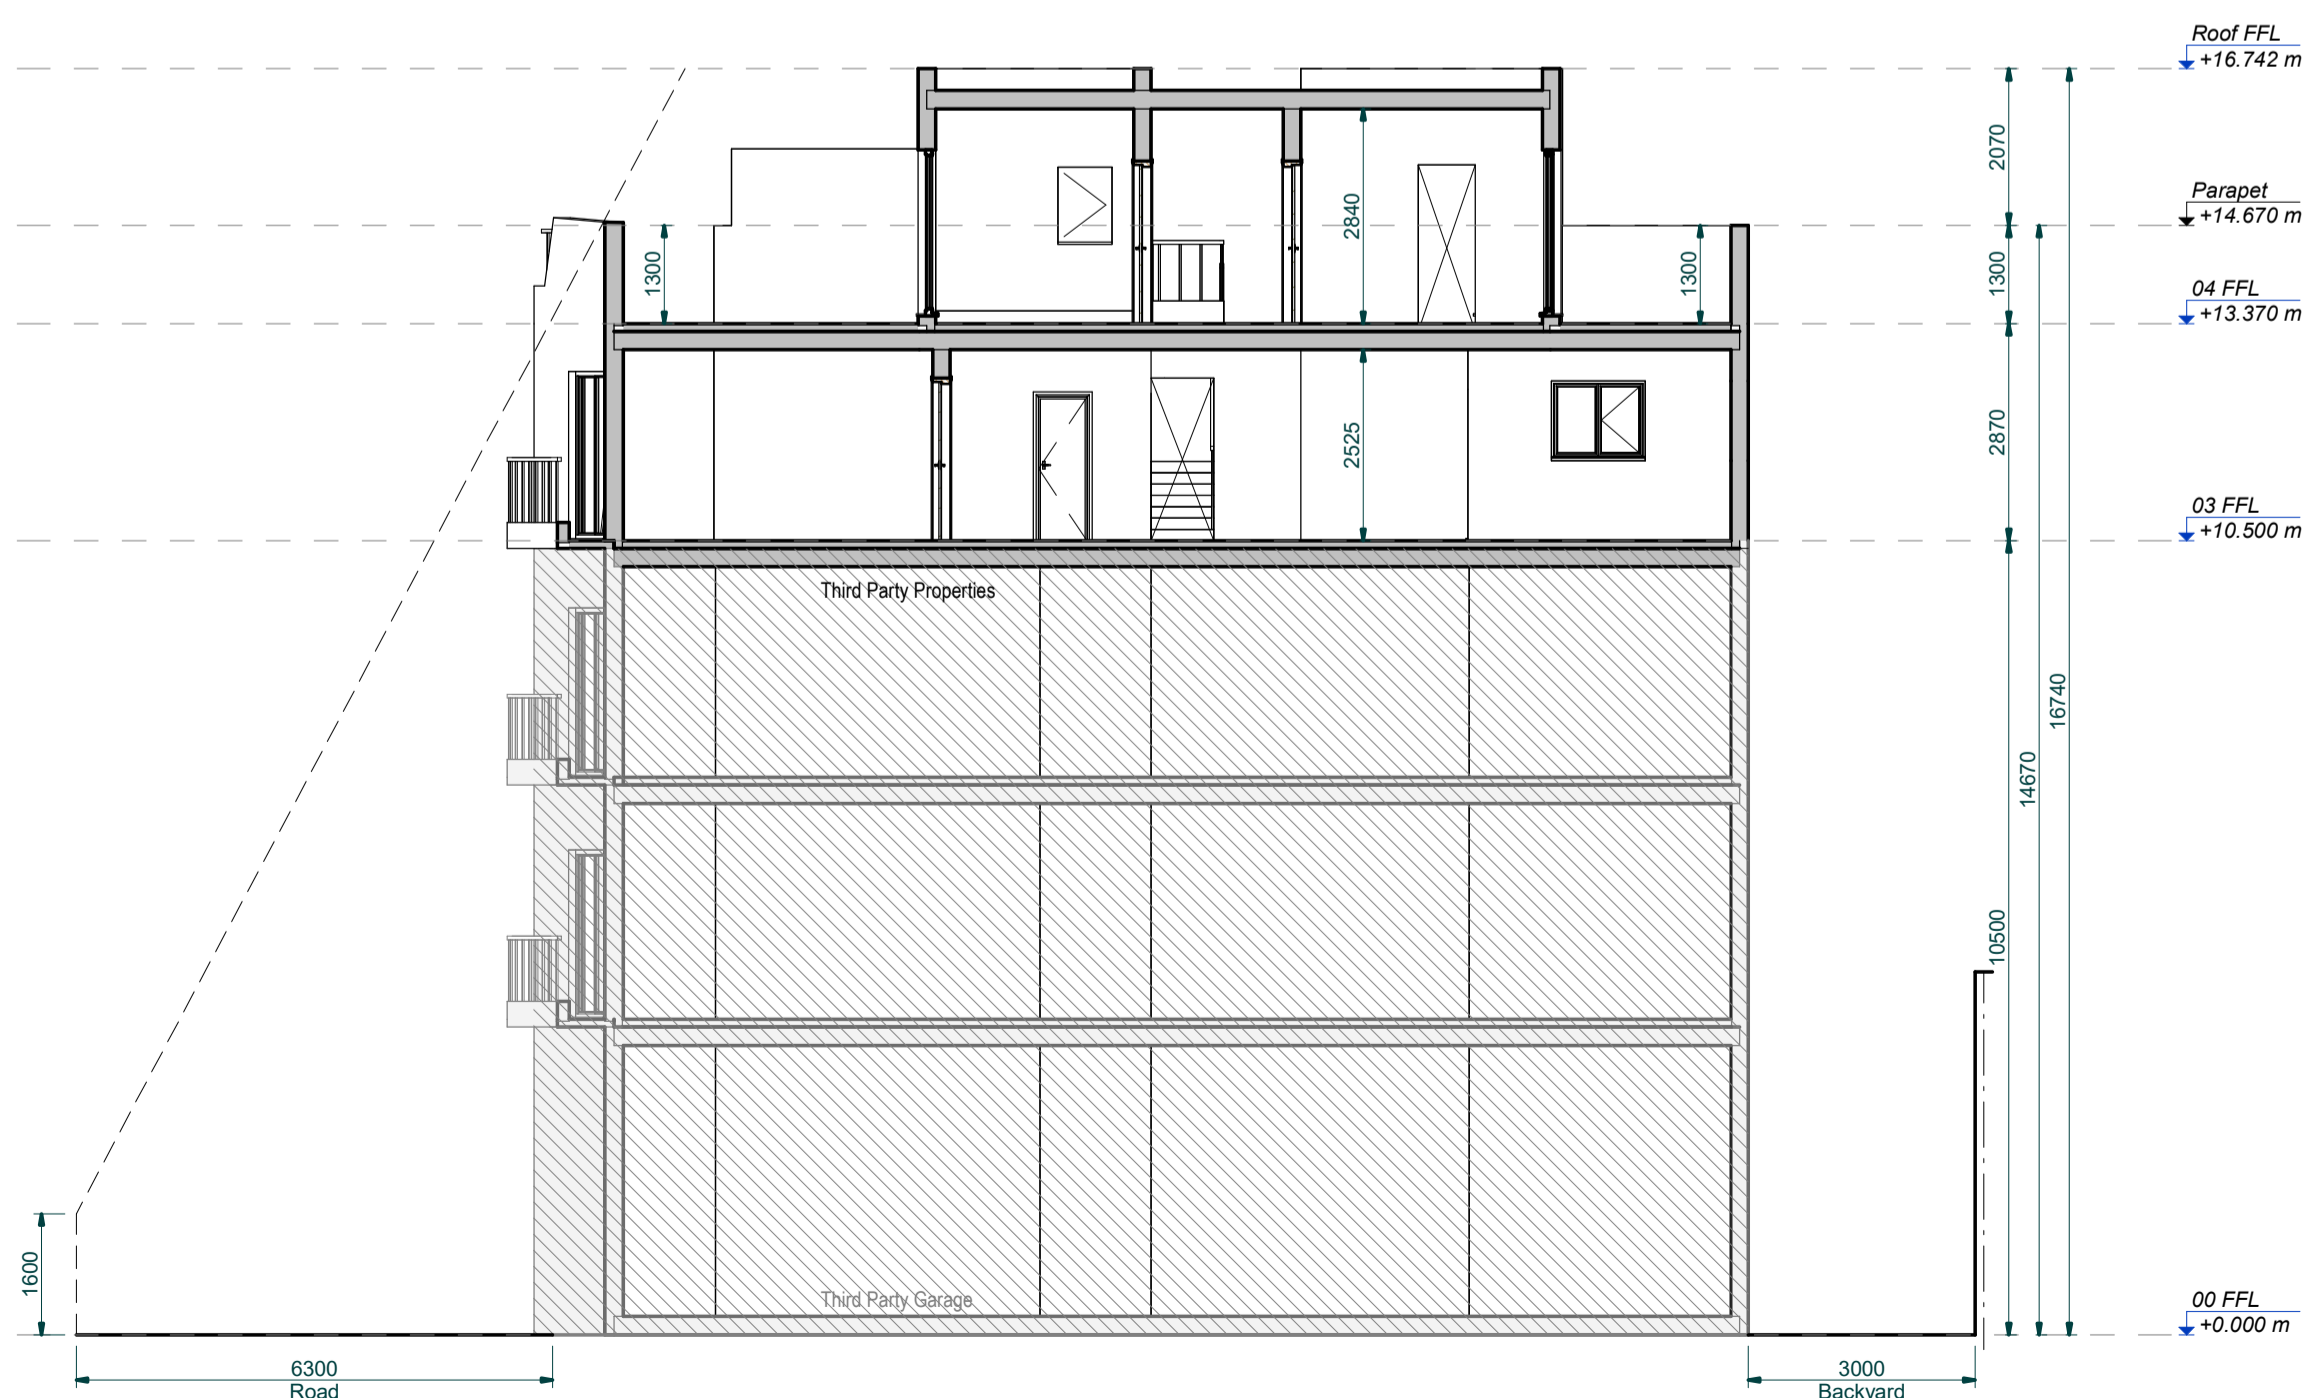 Roof FFL
+16.742 m
2070
Parapet
+14.670 m
2840
1300
1300
1300
04 FFL
+13.370 m
2525
2870
03 FFL
+10.500 m
Third Party Properties
16740
14670
10500
1600
Third Party Garage
00 FFL
+0.000 m
6300
Road
3000
Backyard